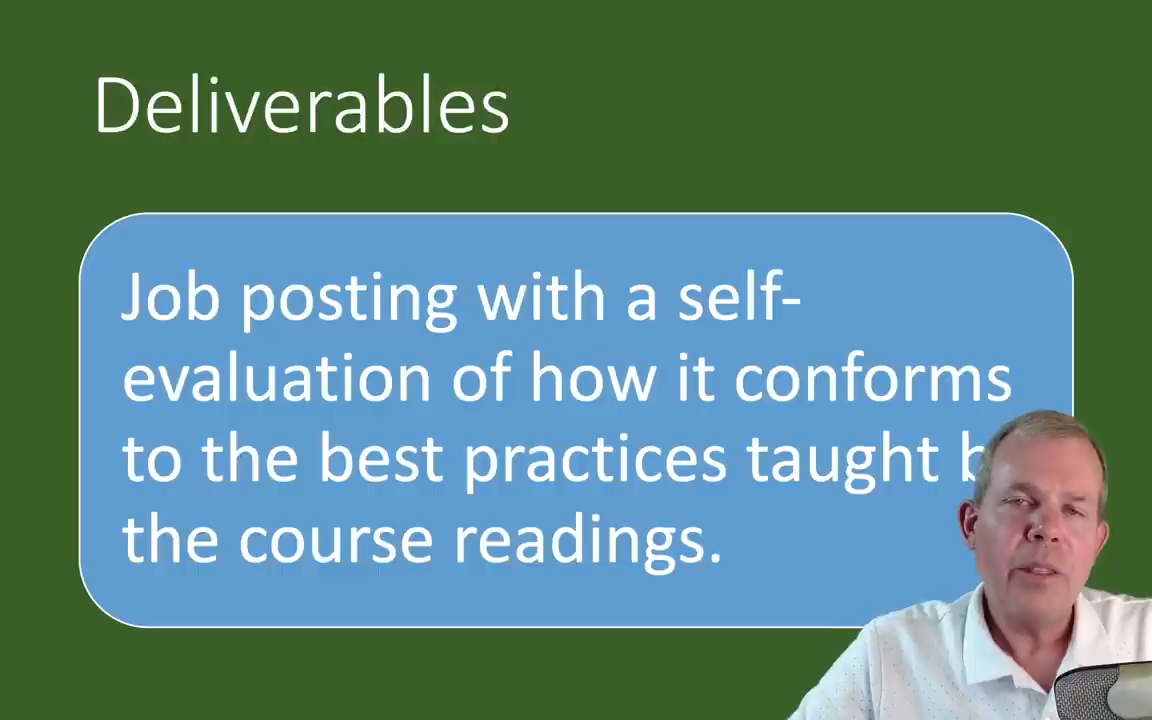 Deliverables
Job posting with a self-
evaluation of how it conforms
to the best practices taught
the course readings.